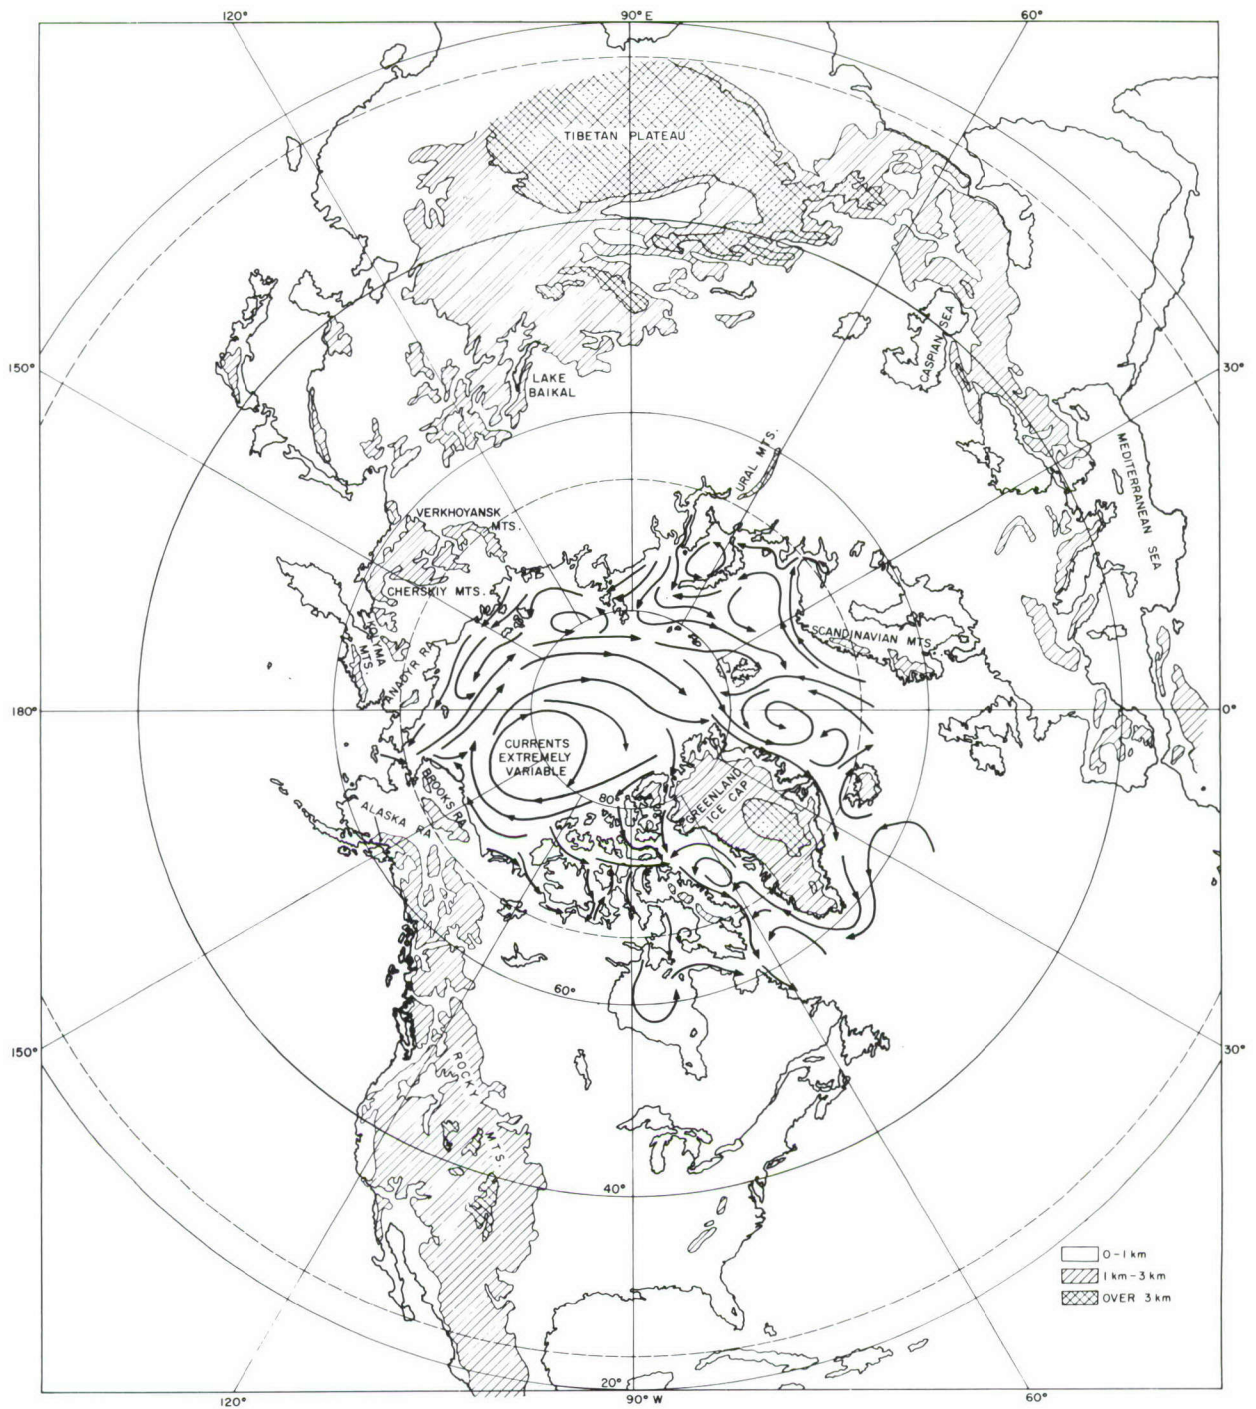 120°
90° E
60°
TIBETAN PLATEAU
150°
30°
CASPIAN SEA
LAKE
BAIKAL
MEDITERRANEAN SEA
URAL MTS.
VERKHOYANSK
MTS.
CHERSKIY MTS.
KOLYMA
MTS.
ANADYR RA.
SCANDINAVIAN MTS.
180°
0°
CURRENTS
EXTREMELY
VARIABLE
80°
GREENLAND
ICE CAP
BROOKS RA.
ALASKA RA.
60°
150°
30°
ROCKY MTS.
40°
0-1 km
1 km-3 km
OVER 3 km
20°
120°
90° W
60°